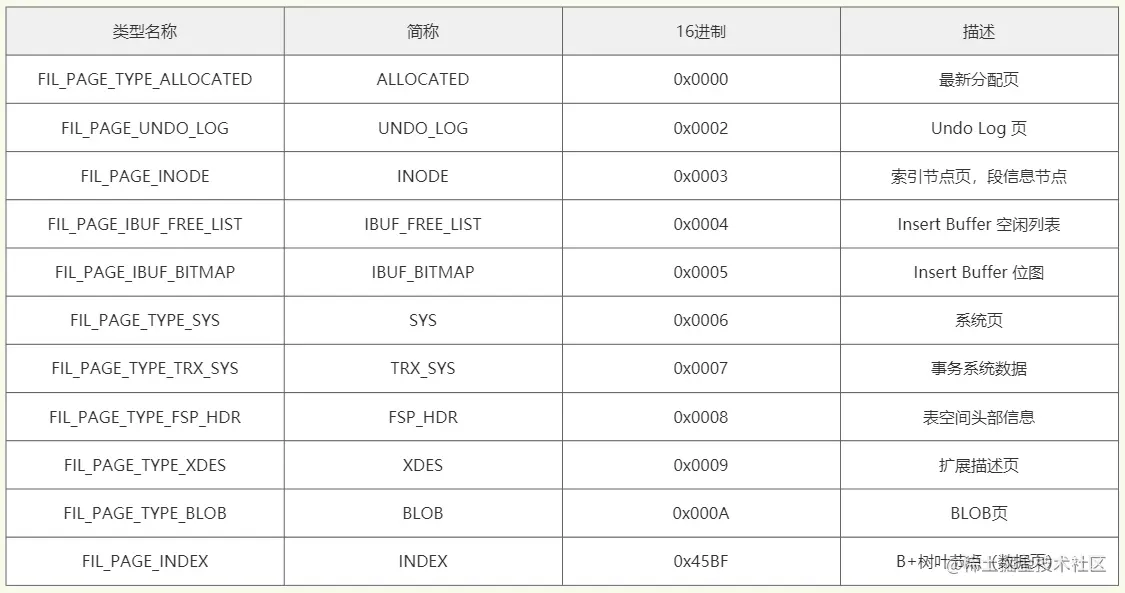 类型名称 简称 16进制 描述
FIL_PAGE_TYPE_ALLOCATED ALLOCATED 0x0000 最新分配页
FIL_PAGE_UNDO_LOG UNDO_LOG 0x0002 Undo Log 页
FIL_PAGE_INODE INODE 0x0003 索引节点页，段信息节点
FIL_PAGE_IBUF_FREE_LIST IBUF_FREE_LIST 0x0004 Insert Buffer 空闲列表
FIL_PAGE_IBUF_BITMAP IBUF_BITMAP 0x0005 Insert Buffer 位图
FIL_PAGE_TYPE_SYS SYS 0x0006 系统页
FIL_PAGE_TYPE_TRX_SYS TRX_SYS 0x0007 事务系统数据
FIL_PAGE_TYPE_FSP_HDR FSP_HDR 0x0008 表空间头部信息
FIL_PAGE_TYPE_XDES XDES 0x0009 扩展描述页
FIL_PAGE_TYPE_BLOB BLOB 0x000A BLOB页
FIL_PAGE_INDEX INDEX 0x45BF B+树叶节点（数据页）
@稀土掘金技术社区